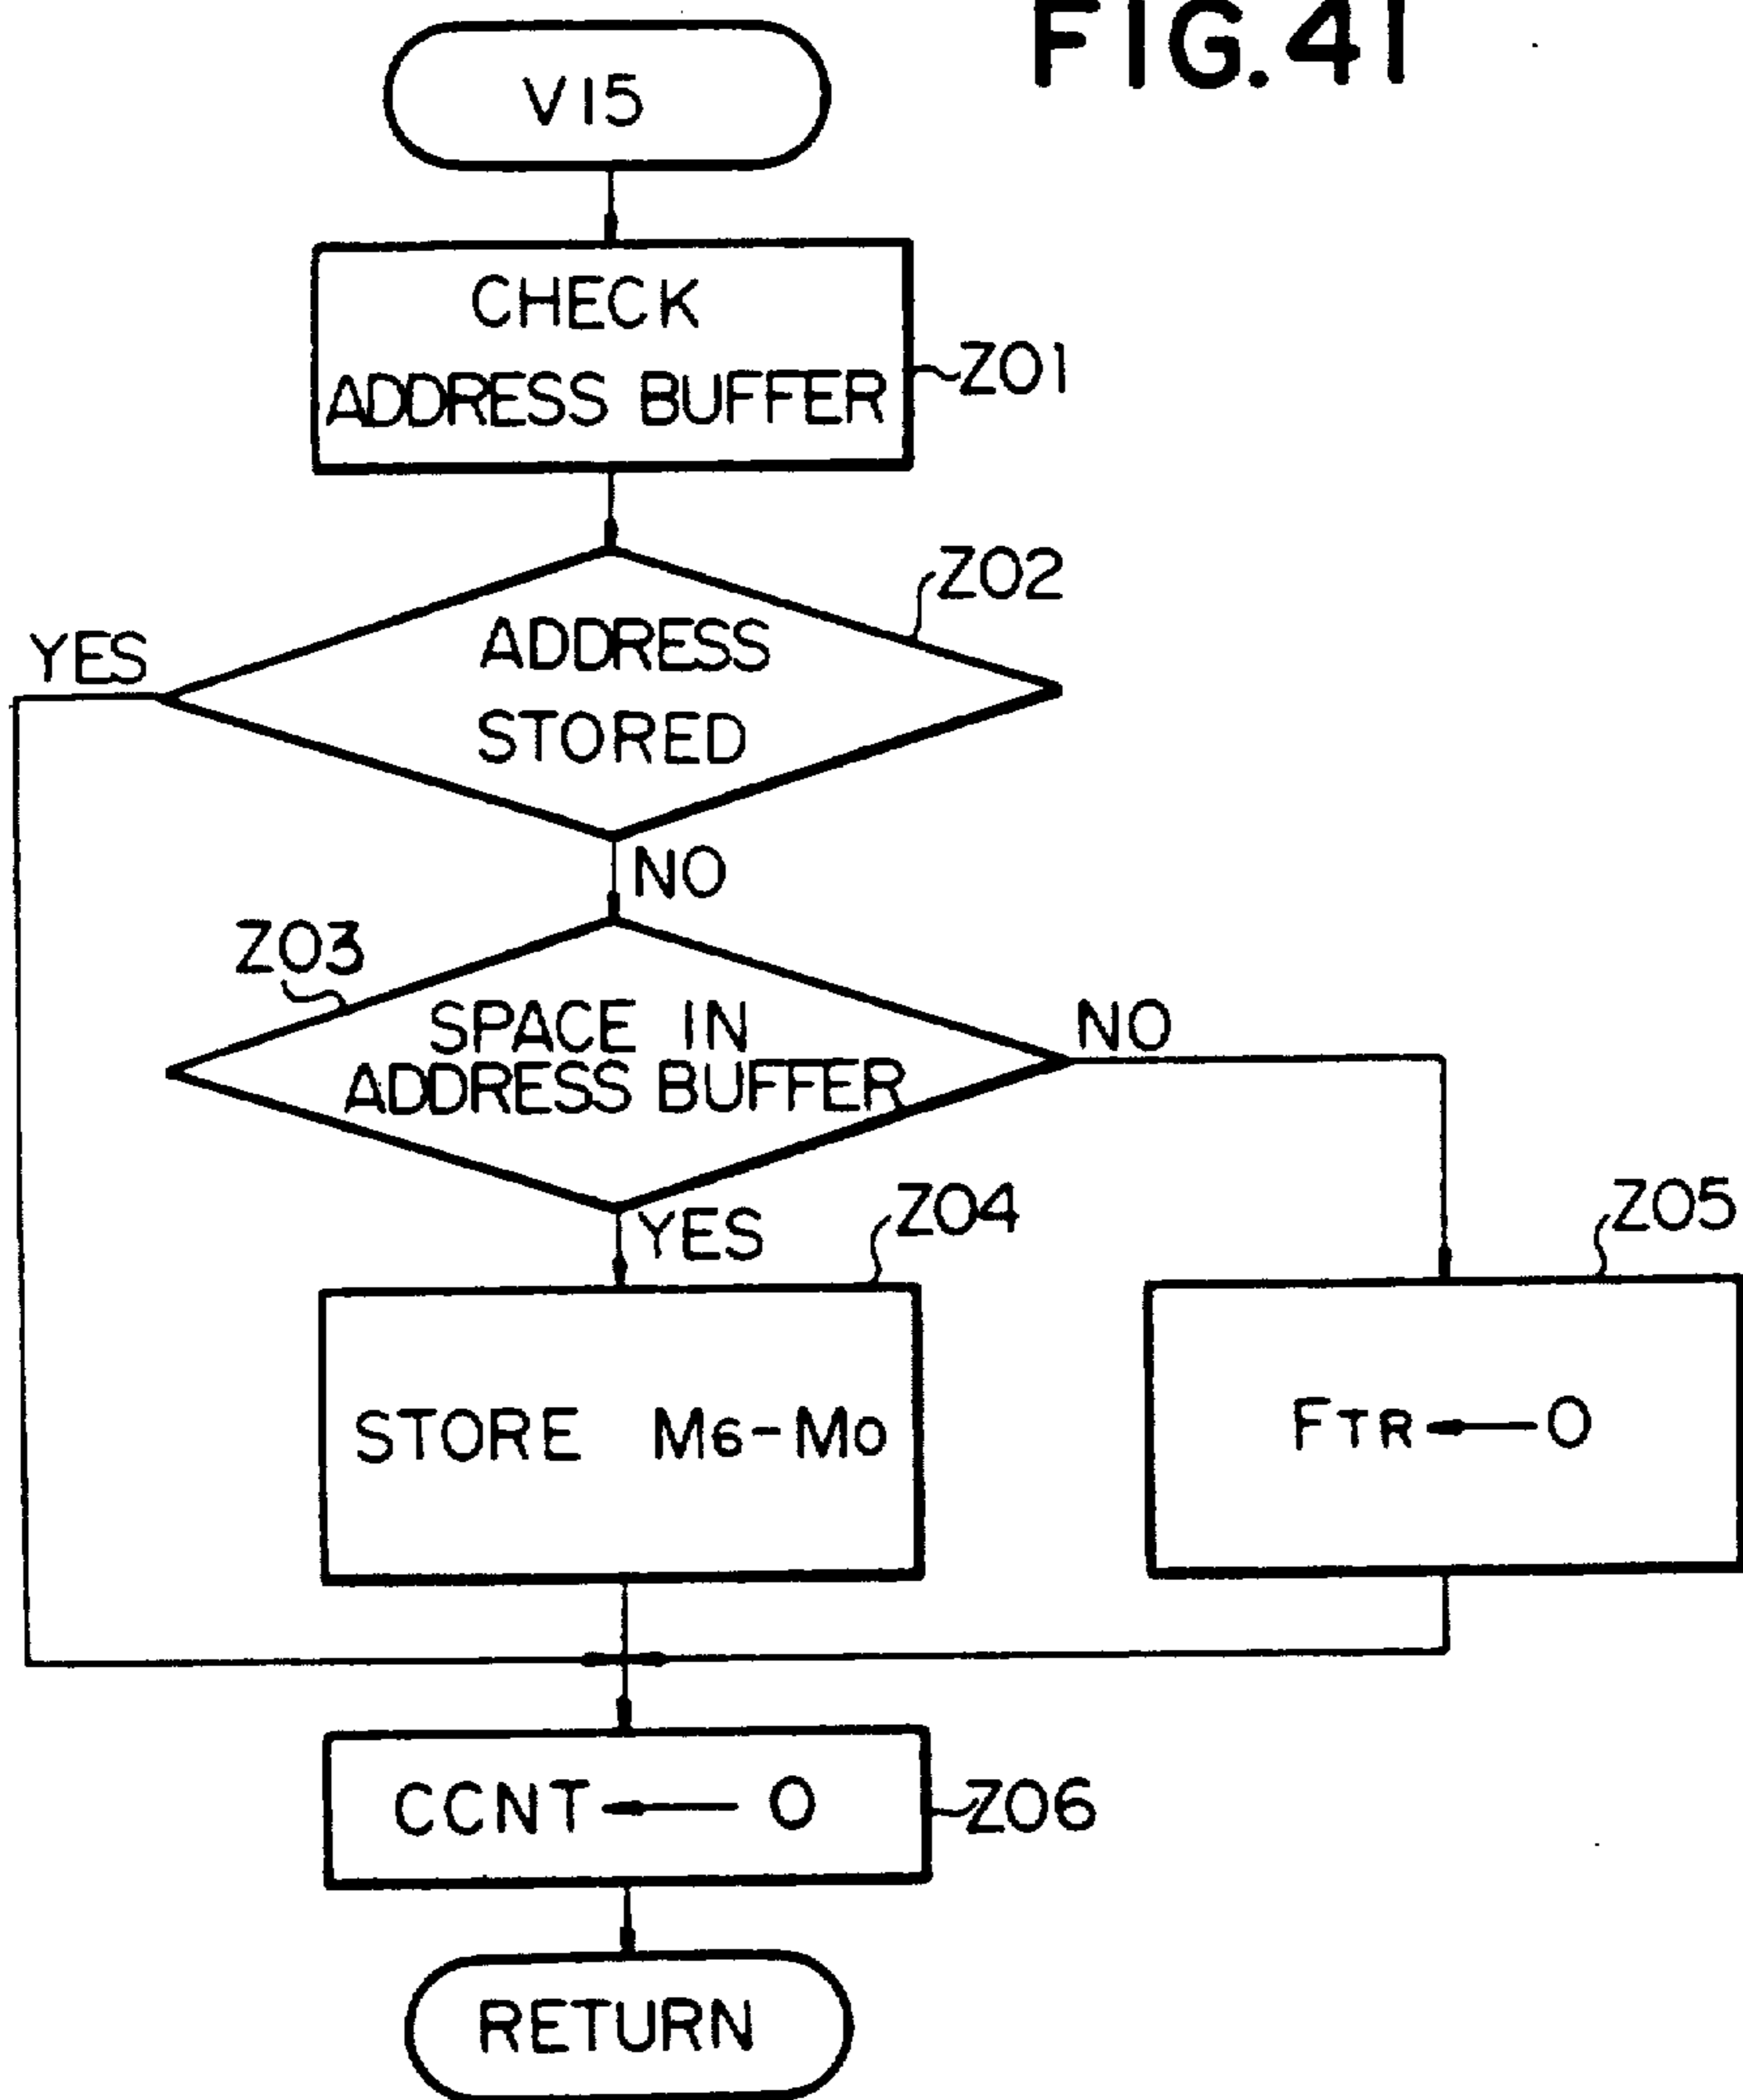 FIG.41
V15
CHECK
ADDRESS BUFFER
Z01
Z02
ADDRESS
STORED
YES
NO
Z03
SPACE IN
ADDRESS BUFFER
NO
YES
Z04
Z05
STORE M6-M0
FTR ← 0
CCNT ← 0
Z06
RETURN